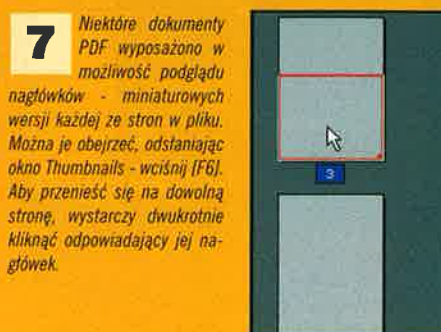 7
Niektóre dokumenty
PDF wyposażono w
możliwość podglądu
nagłówków - miniaturowych
wersji każdej ze stron w pliku.
Można je obejrzeć, odsłaniając
okno Thumbnails - wciśnij [F6].
Aby przenieść się na dowolną
stronę, wystarczy dwukrotnie
kliknąć odpowiadający jej na-
główek.
3